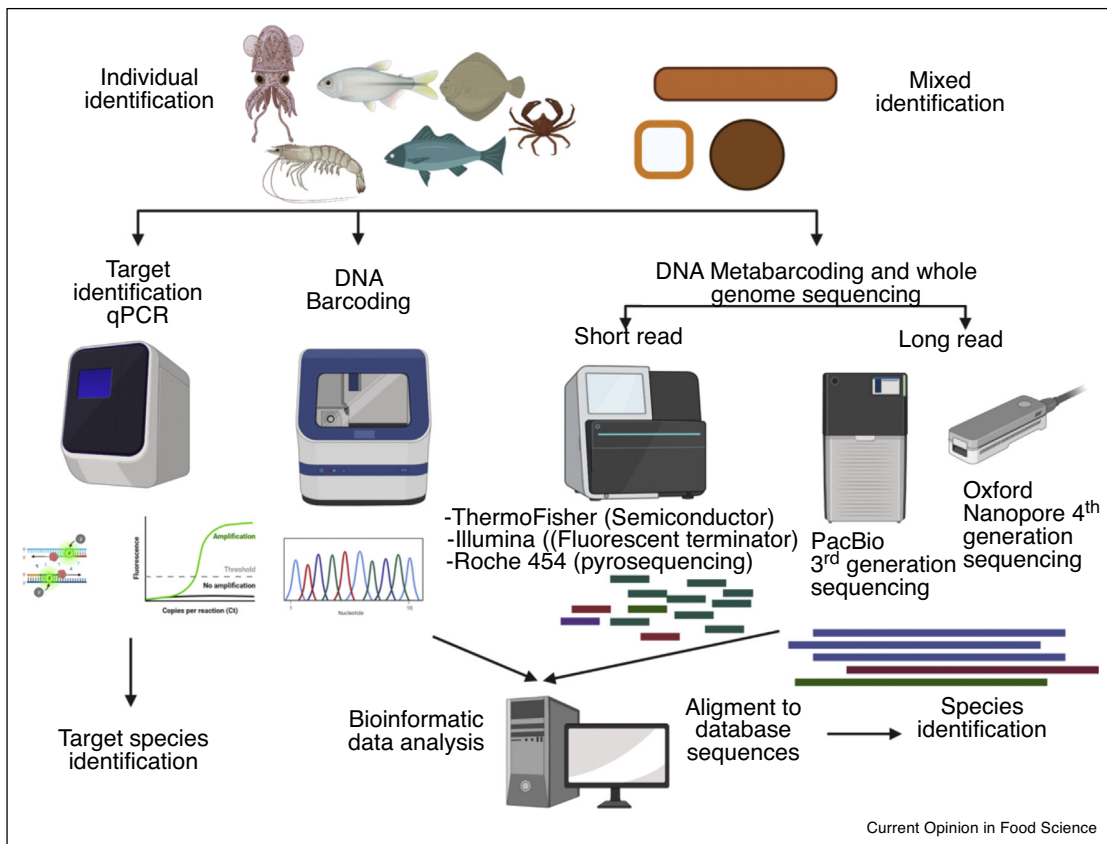 Individual
identification
Mixed
identification
Target
identification
qPCR
DNA
Barcoding
DNA Metabarcoding and whole
genome sequencing
Short read
Long read
-ThermoFisher (Semiconductor)
-Illumina ((Fluorescent terminator)
-Roche 454 (pyrosequencing)
PacBio
3rd generation
sequencing
Oxford
Nanopore 4th
generation
sequencing
Fluorescence
Amplification
Threshold
No amplification
Copies per reaction (Ct)
1
Nucleotide
10
Target species
identification
Bioinformatic
data analysis
Aligment to
database
sequences
Species
identification
Current Opinion in Food Science